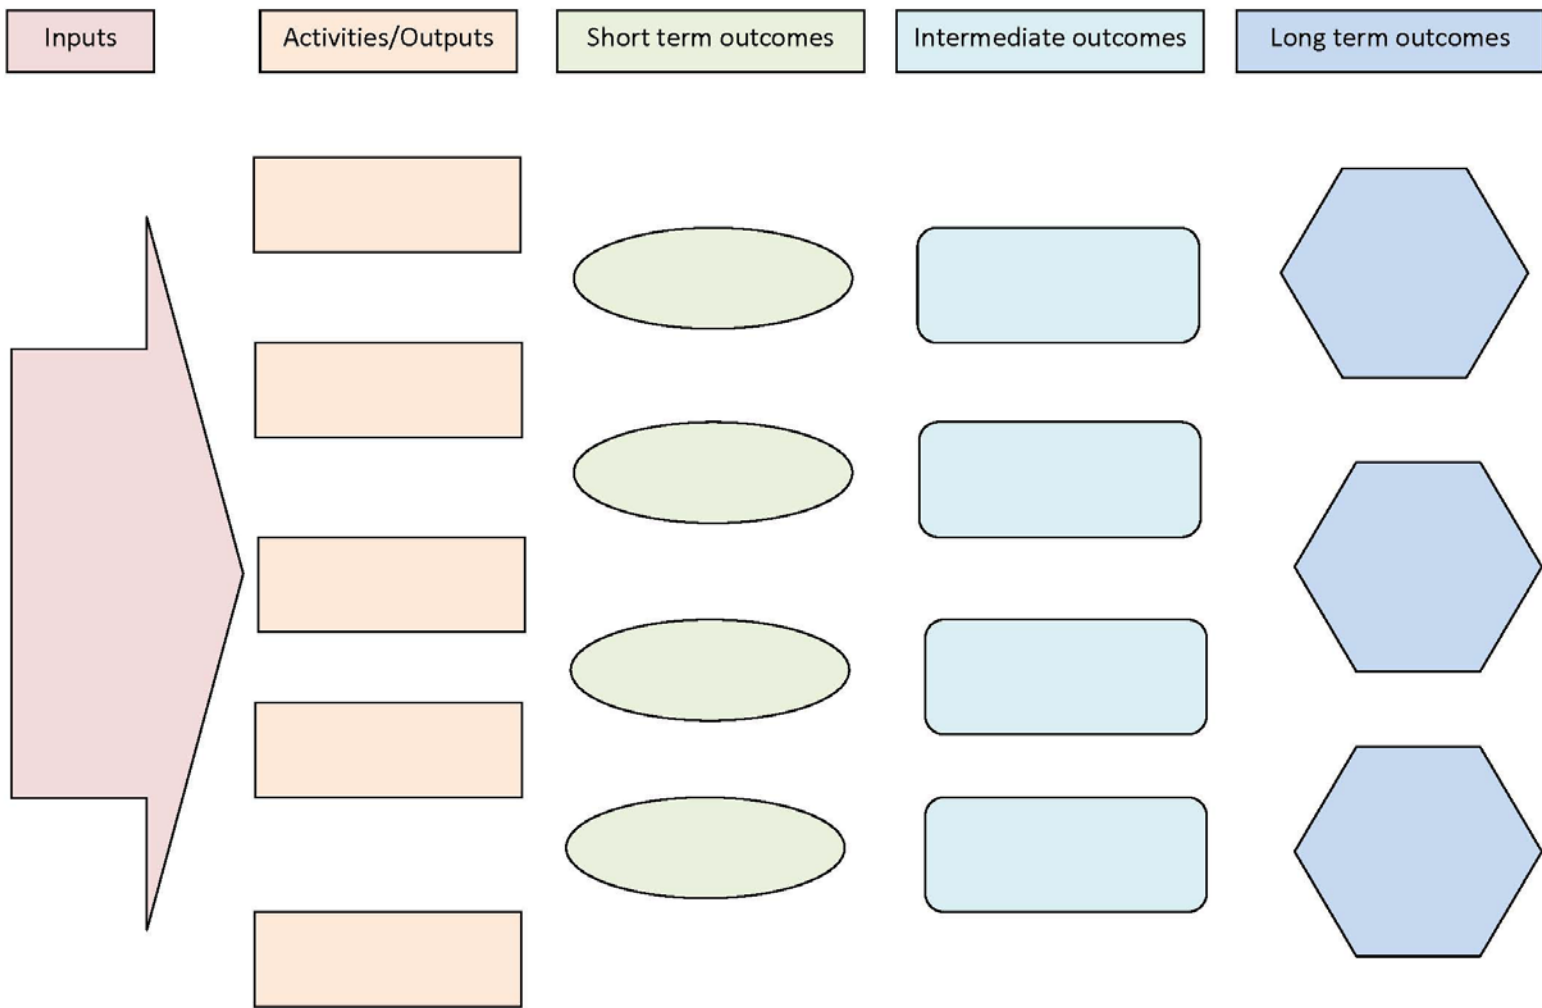 Inputs
Activities/Outputs
Short term outcomes
Intermediate outcomes
Long term outcomes